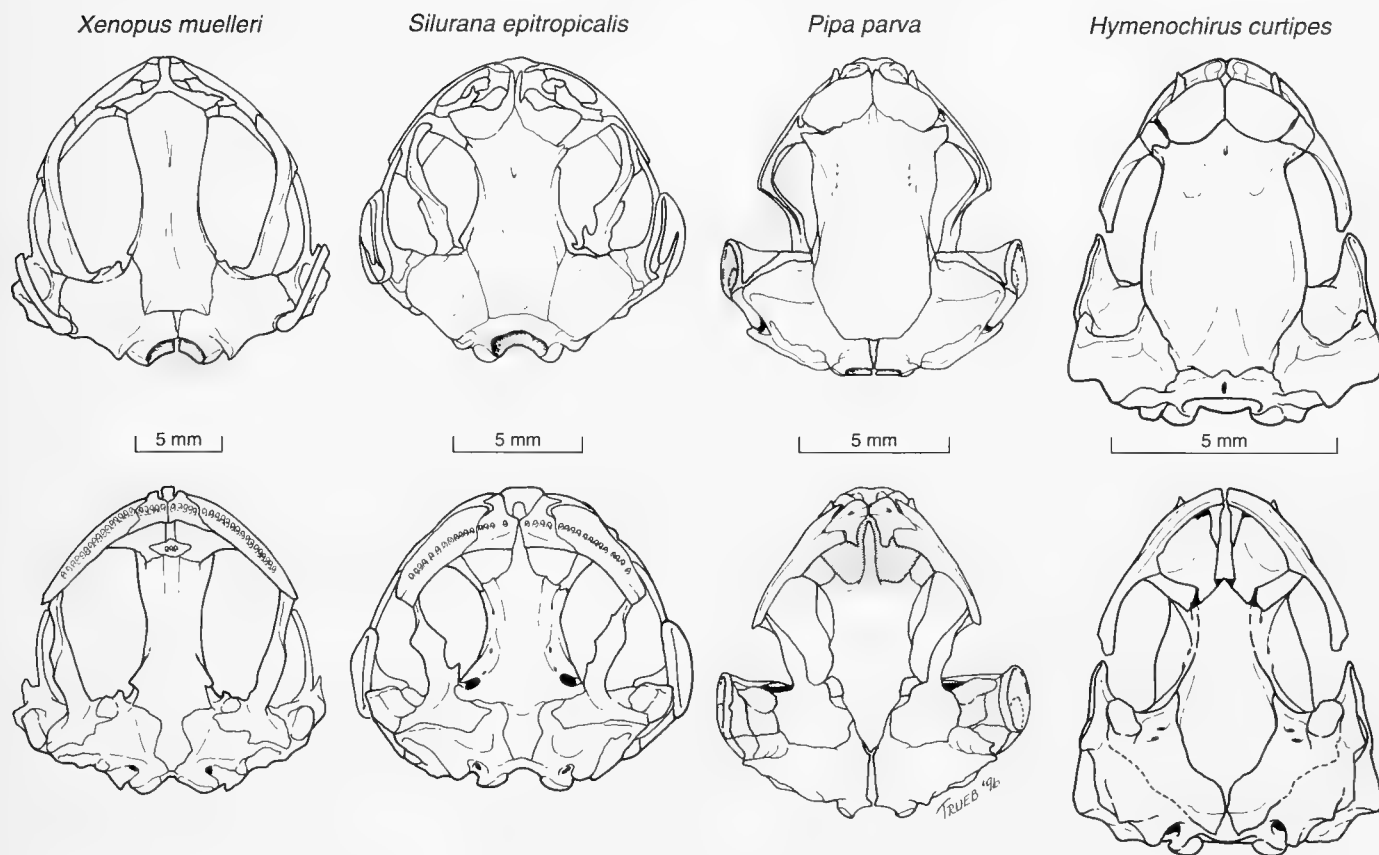 Xenopus muelleri
Silurana epitropicalis
Pipa parva
Hymenochirus curtipes
5 mm
5 mm
5 mm
5 mm
TRUEB '96